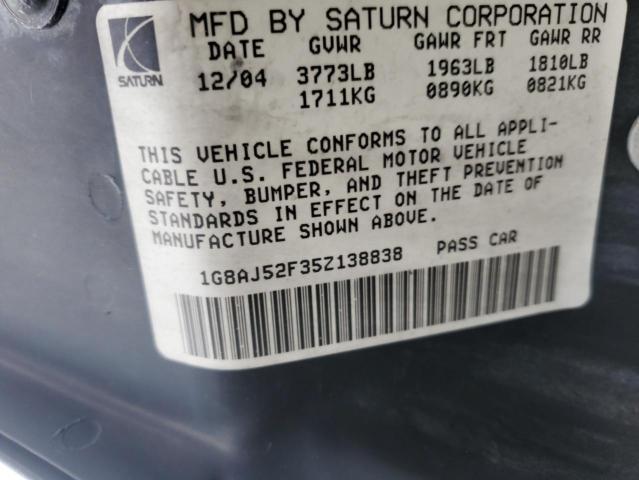 MFD BY SATURN CORPORATION
DATE GVWR GAWR FRT GAWR RR
12/04 3773LB 1963LB 1810LB
1711KG 0890KG 0821KG
SATURN
THIS VEHICLE CONFORMS TO ALL APPLI-
CABLE U.S. FEDERAL MOTOR VEHICLE
SAFETY, BUMPER, AND THEFT PREVENTION
STANDARDS IN EFFECT ON THE DATE OF
MANUFACTURE SHOWN ABOVE.
1G8AJ52F35Z138838 PASS CAR